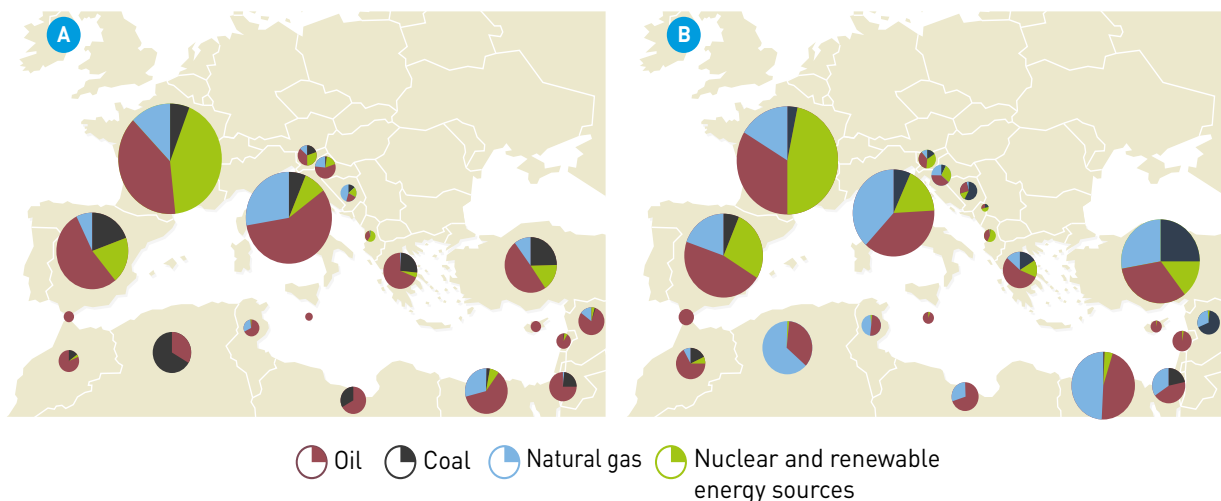 A
B
Oil
Coal
Natural gas
Nuclear and renewable
energy sources